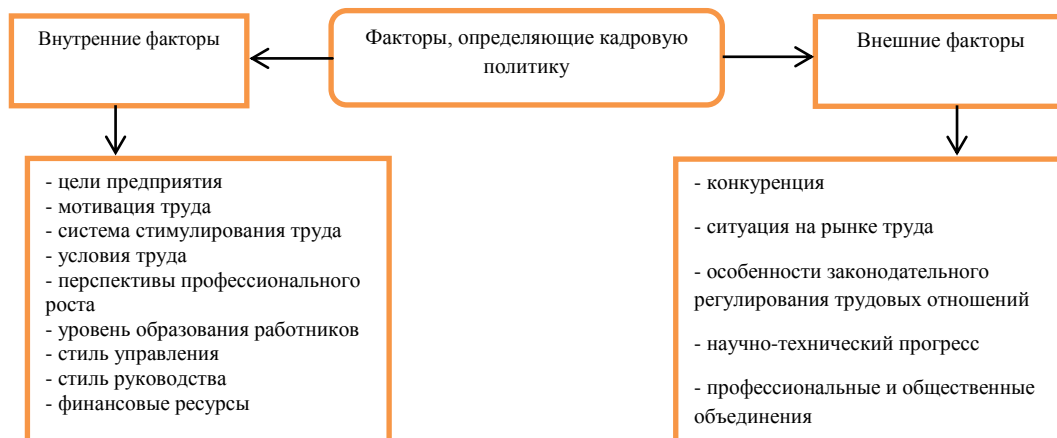 Факторы, определяющие кадровую
политику
Внутренние факторы
Внешние факторы
- цели предприятия
- мотивация труда
- система стимулирования труда
- условия труда
- перспективы профессионального
роста
- уровень образования работников
- стиль управления
- стиль руководства
- финансовые ресурсы
- конкуренция
- ситуация на рынке труда
- особенности законодательного
регулирования трудовых отношений
- научно-технический прогресс
- профессиональные и общественные
объединения